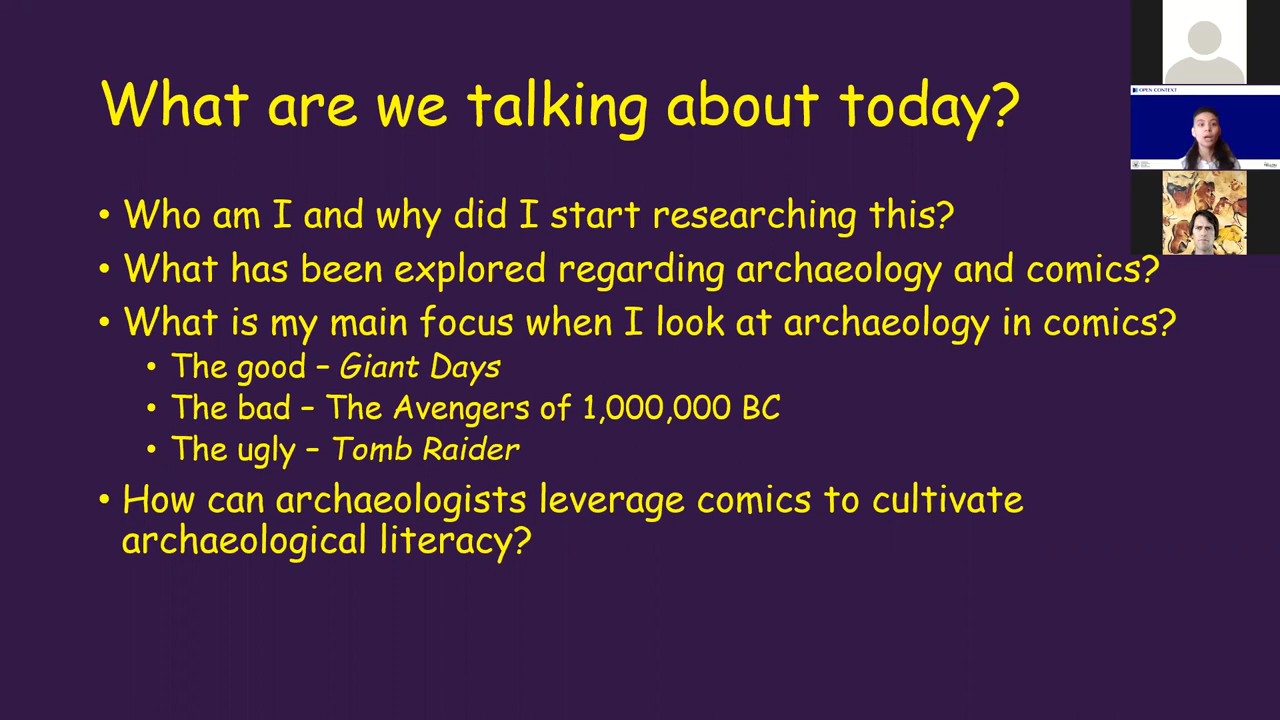 What are we talking about today?
OPEN CONTEXT
• Who am I and why did I start researching this?
• What has been explored regarding archaeology and comics?
• What is my main focus when I look at archaeology in comics?
• The good – Giant Days
• The bad – The Avengers of 1,000,000 BC
• The ugly – Tomb Raider
• How can archaeologists leverage comics to cultivate
archaeological literacy?